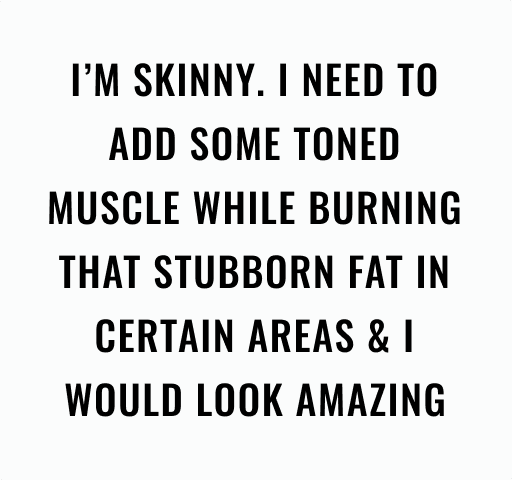 I’M SKINNY. I NEED TO
ADD SOME TONED
MUSCLE WHILE BURNING
THAT STUBBORN FAT IN
CERTAIN AREAS & I
WOULD LOOK AMAZING